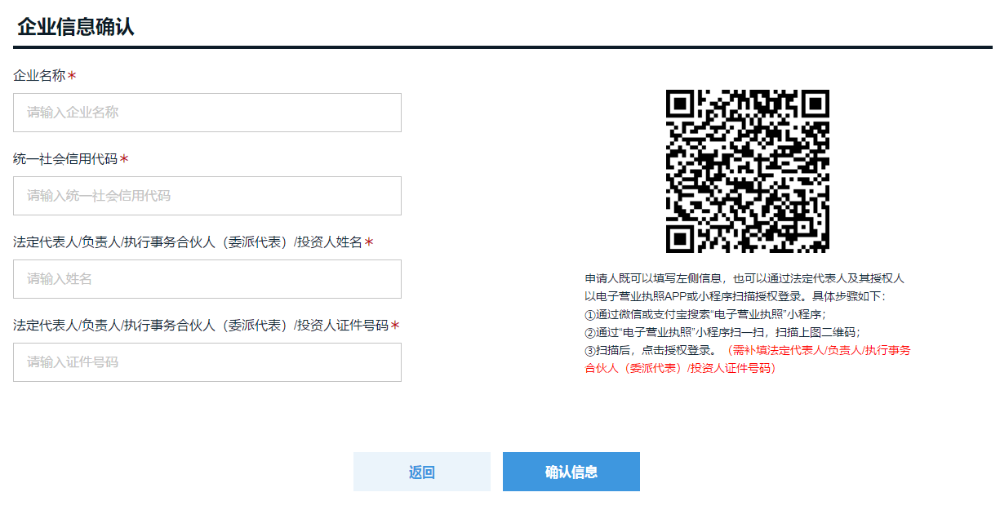 企业信息确认
企业名称*
请输入企业名称
统一社会信用代码*
请输入统一社会信用代码
法定代表人/负责人/执行事务合伙人（委派代表）/投资人姓名*
请输入姓名
法定代表人/负责人/执行事务合伙人（委派代表）/投资人证件号码*
请输入证件号码
申请人既可以填写左侧信息，也可以通过法定代表人及其授权人
以电子营业执照APP或小程序扫描授权登录。具体步骤如下：
①通过微信或支付宝搜索“电子营业执照”小程序；
②通过“电子营业执照”小程序扫一扫，扫描上图二维码；
③扫描后，点击授权登录。（需补填法定代表人/负责人/执行事务
合伙人（委派代表）/投资人证件号码）
返回
确认信息